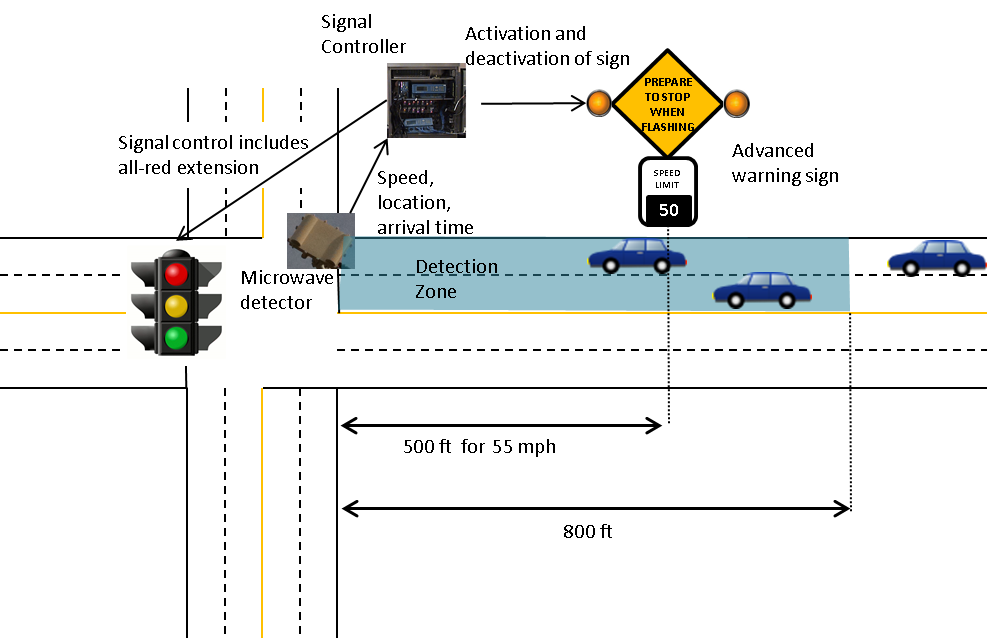 Signal
Controller
Activation and
deactivation of sign
PREPARE
TO STOP
WHEN
FLASHING
Signal control includes
all-red extension
Advanced
warning sign
Speed,
location,
arrival time
SPEED
LIMIT
50
Microwave
detector
Detection
Zone
500 ft for 55 mph
800 ft